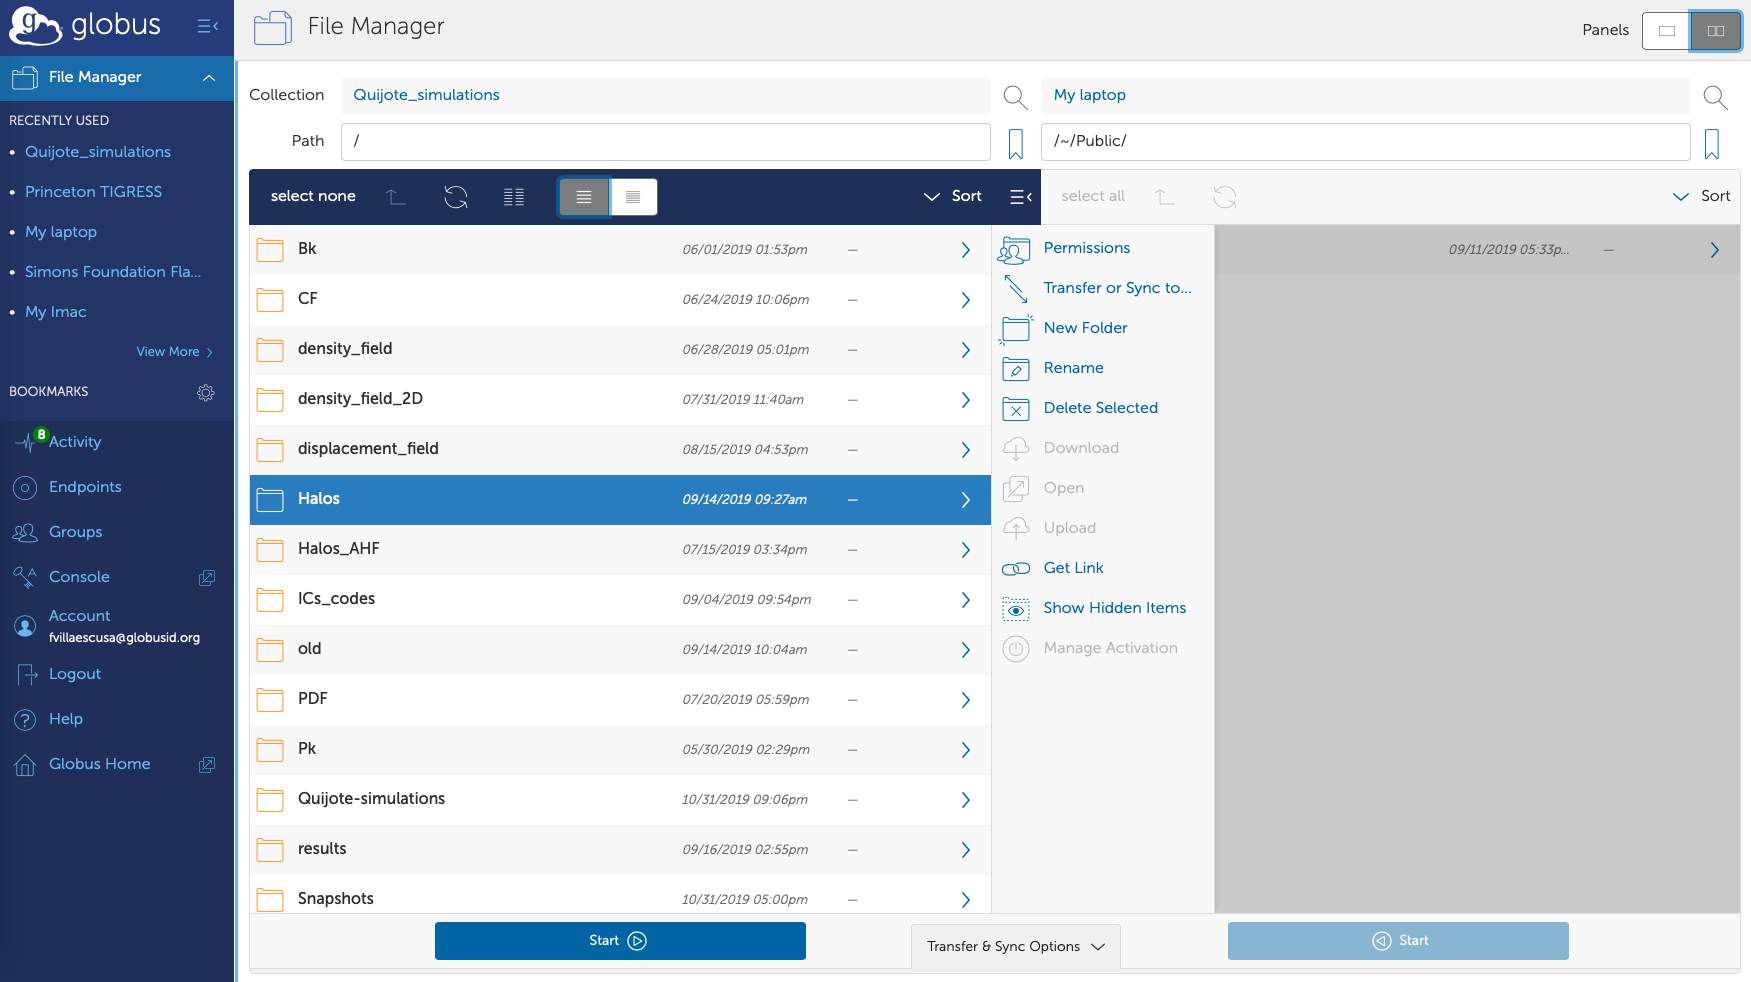 globus
File Manager
RECENTLY USED
Quijote_simulations
Princeton TIGRESS
My laptop
Simons Foundation Fla...
My Imac
View More
BOOKMARKS
8
Activity
Endpoints
Groups
Console
Account
fvillaescusa@globusid.org
Logout
Help
Globus Home
File Manager
Panels
Collection
Quijote_simulations
My laptop
Path
/
/~/Public/
select none
Sort
select all
Sort
Bk 06/01/2019 01:53pm —
CF 06/24/2019 10:06pm —
density_field 06/28/2019 05:01pm —
density_field_2D 07/31/2019 11:40am —
displacement_field 08/15/2019 04:53pm —
Halos 09/14/2019 09:27am —
Halos_AHF 07/15/2019 03:34pm —
ICs_codes 09/04/2019 09:54pm —
old 09/14/2019 10:04am —
PDF 07/20/2019 05:59pm —
Pk 05/30/2019 02:29pm —
Quijote-simulations 10/31/2019 09:06pm —
results 09/16/2019 02:55pm —
Snapshots 10/31/2019 05:00pm —
Permissions
Transfer or Sync to...
New Folder
Rename
Delete Selected
Download
Open
Upload
Get Link
Show Hidden Items
Manage Activation
09/11/2019 05:33p... —
Start
Transfer & Sync Options
Start